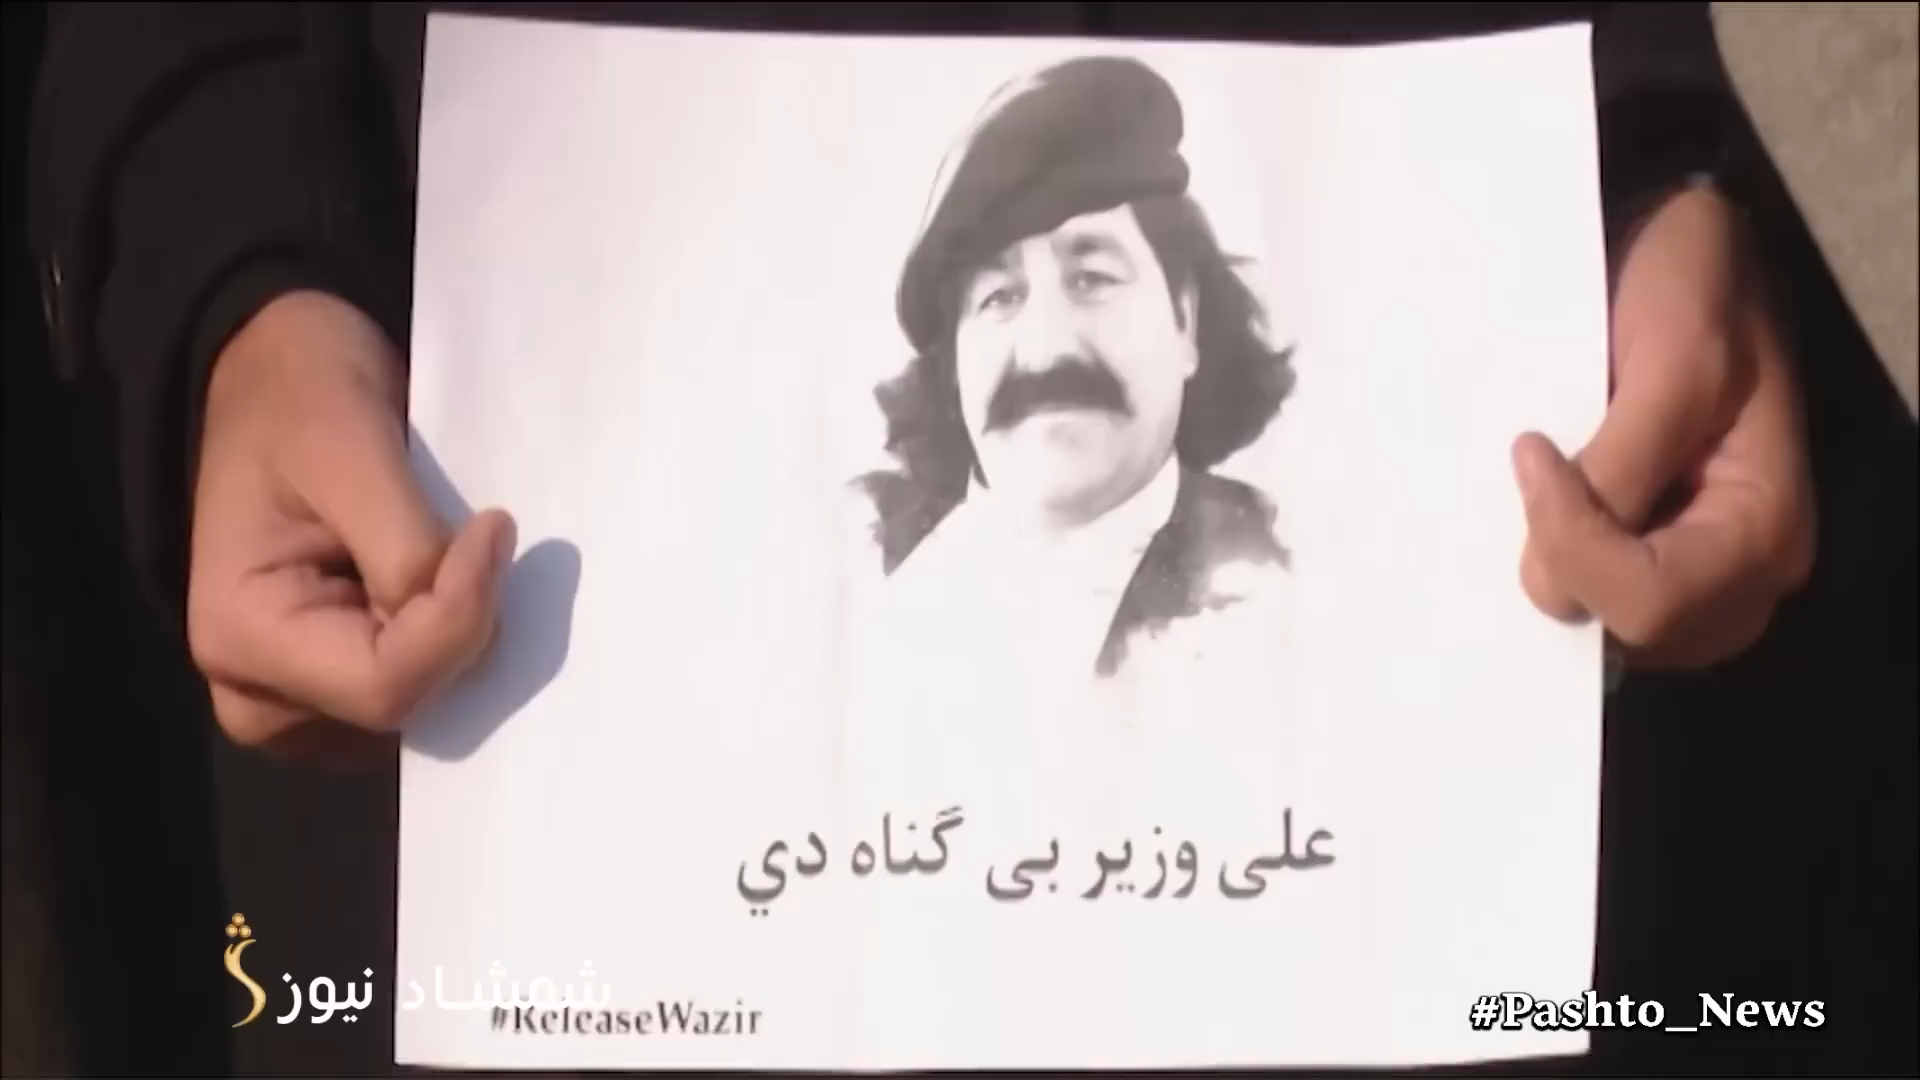 علی وزیر بی گناه دي
شمشاد نیوز
#ReleaseWazir
#Pashto_News